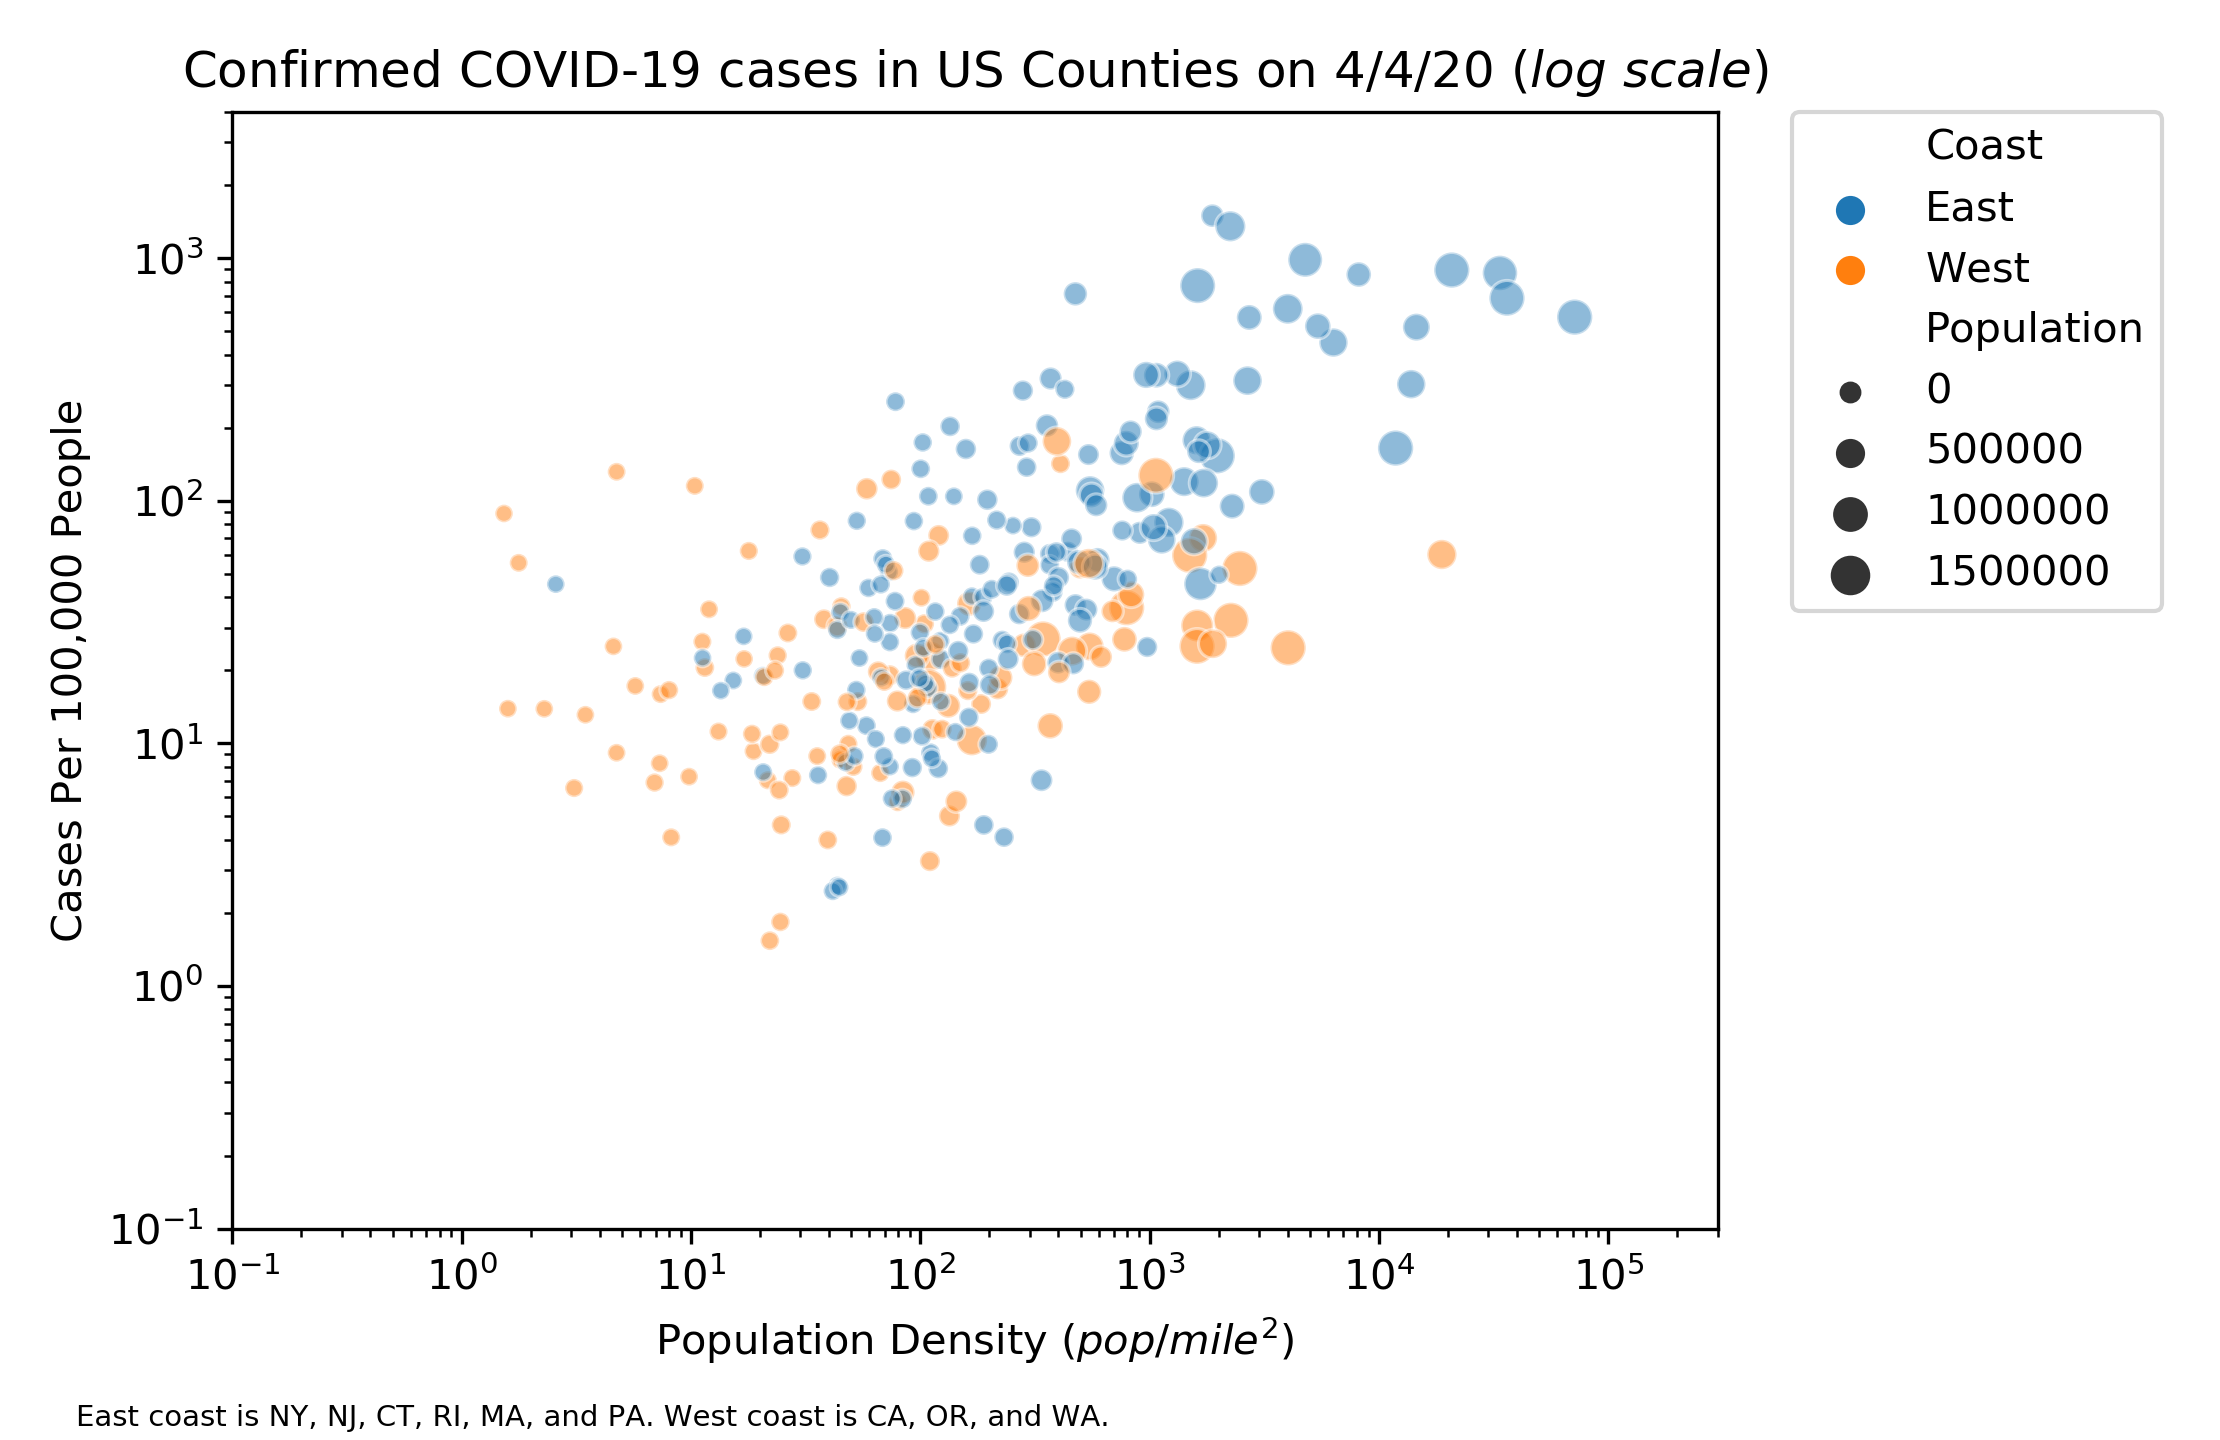 Confirmed COVID-19 cases in US Counties on 4/4/20 (log scale)
Coast
East
West
Population
0
500000
1000000
1500000
Cases Per 100,000 People
10³
10²
10¹
10⁰
10⁻¹
10⁻¹ 10⁰ 10¹ 10² 10³ 10⁴ 10⁵
Population Density (pop/mile²)
East coast is NY, NJ, CT, RI, MA, and PA. West coast is CA, OR, and WA.